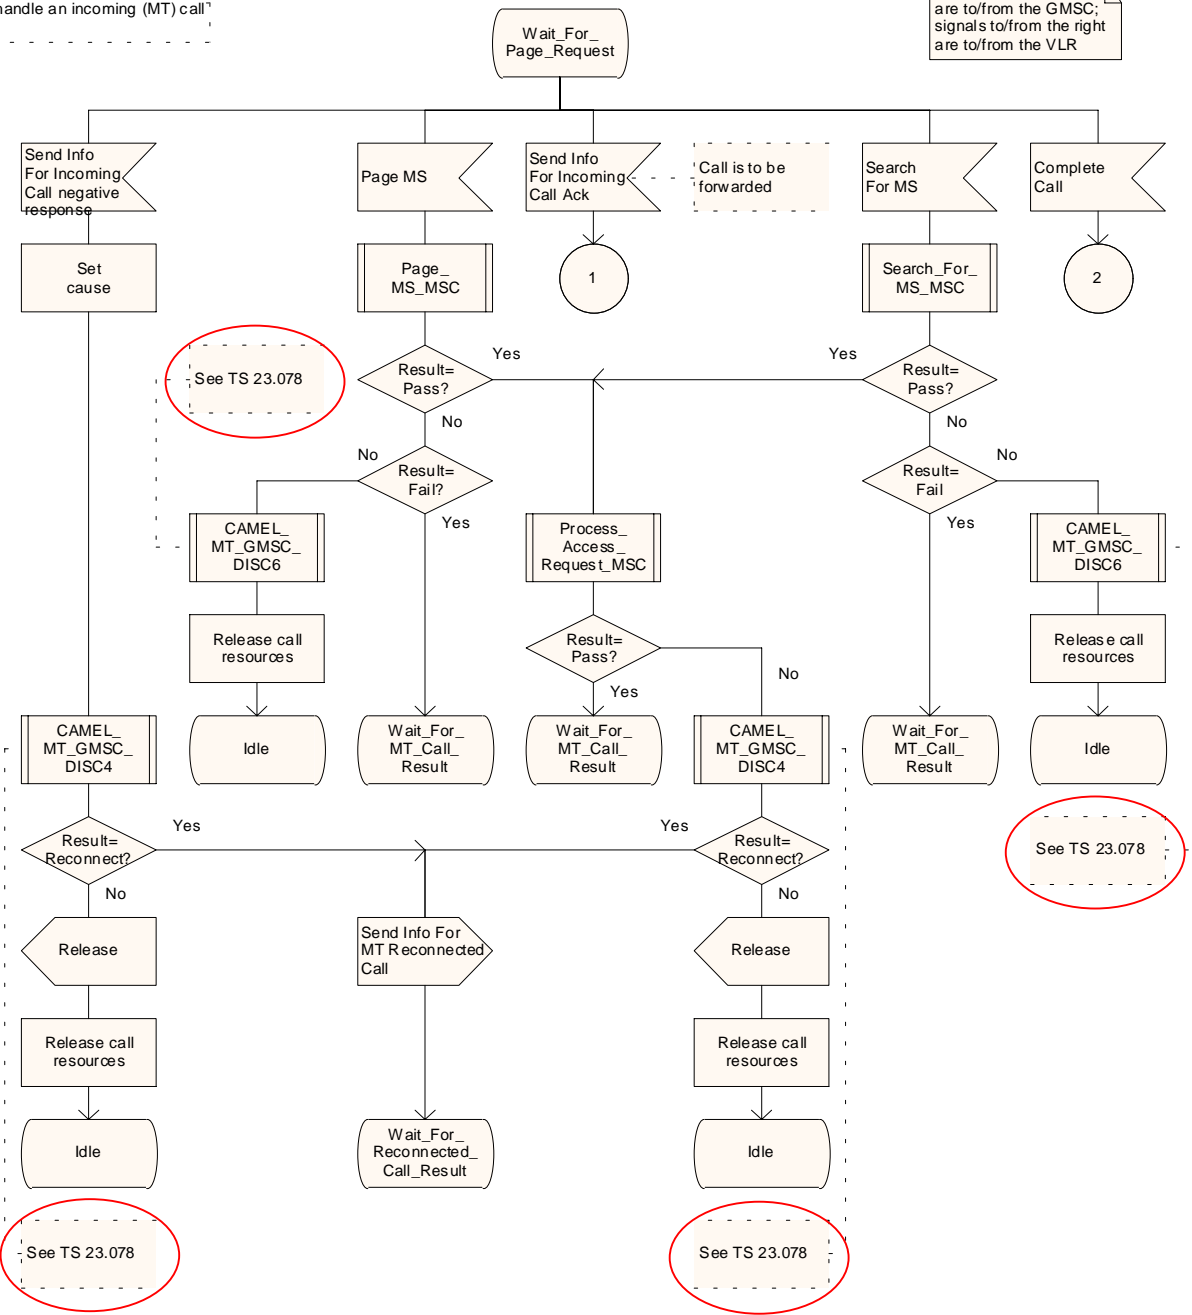 handle an incoming (MT) call
are to/from the GMSC;
signals to/from the right
are to/from the VLR
Wait_For_
Page_Request
Send Info
For Incoming
Call negative
response
Page MS
Send Info
For Incoming
Call Ack
Call is to be
forwarded
Search
For MS
Complete
Call
Set
cause
Page_
MS_MSC
1
Search_For_
MS_MSC
2
See TS 23.078
Result=
Pass?
Yes
No
Yes
Result=
Pass?
No
No
Result=
Fail?
Yes
Result=
Fail
No
Yes
CAMEL_
MT_GMSC_
DISC6
Process_
Access_
Request_MSC
CAMEL_
MT_GMSC_
DISC6
Release call
resources
Result=
Pass?
No
Yes
Release call
resources
CAMEL_
MT_GMSC_
DISC4
Idle
Wait_For_
MT_Call_
Result
Wait_For_
MT_Call_
Result
CAMEL_
MT_GMSC_
DISC4
Wait_For_
MT_Call_
Result
Idle
Result=
Reconnect?
Yes
No
Yes
Result=
Reconnect?
No
See TS 23.078
Release
Send Info For
MT Reconnected
Call
Release
Release call
resources
Release call
resources
Idle
Wait_For_
Reconnected_
Call_Result
Idle
See TS 23.078
See TS 23.078